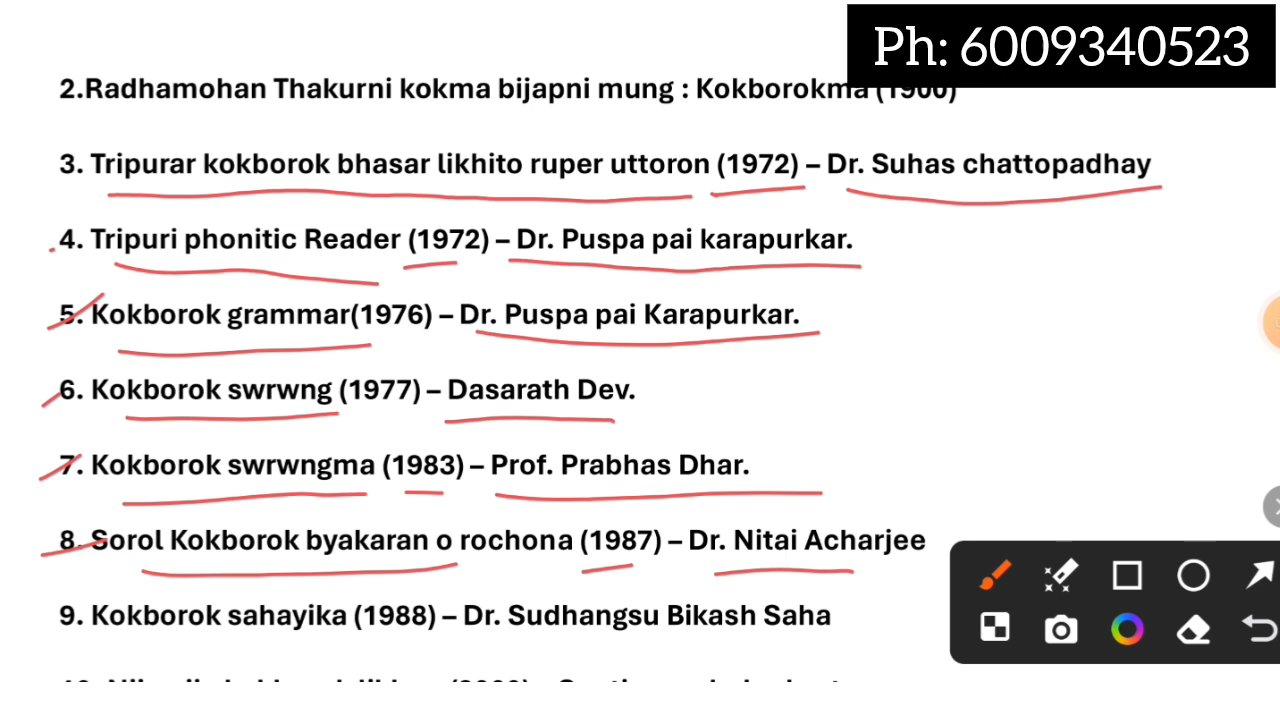 Ph: 6009340523
2.Radhamohan Thakurni kokma bijapni mung : Kokborokma (1900)
3. Tripurar kokborok bhasar likhito ruper uttoron (1972) – Dr. Suhas chattopadhay
4. Tripuri phonitic Reader (1972) – Dr. Puspa pai karapurkar.
5. Kokborok grammar(1976) – Dr. Puspa pai Karapurkar.
6. Kokborok swrwng (1977) – Dasarath Dev.
7. Kokborok swrwngma (1983) – Prof. Prabhas Dhar.
8. Sorol Kokborok byakaran o rochona (1987) – Dr. Nitai Acharjee
9. Kokborok sahayika (1988) – Dr. Sudhangsu Bikash Saha